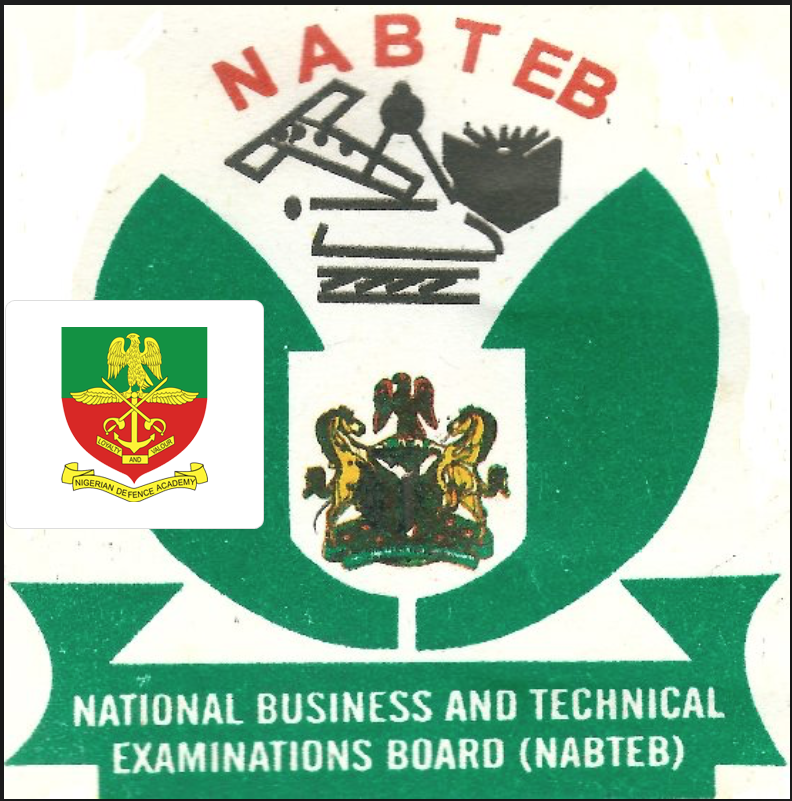 NABTEB
LOYALTY AND VALOUR
NIGERIAN DEFENCE ACADEMY
NATIONAL BUSINESS AND TECHNICAL
EXAMINATIONS BOARD (NABTEB)